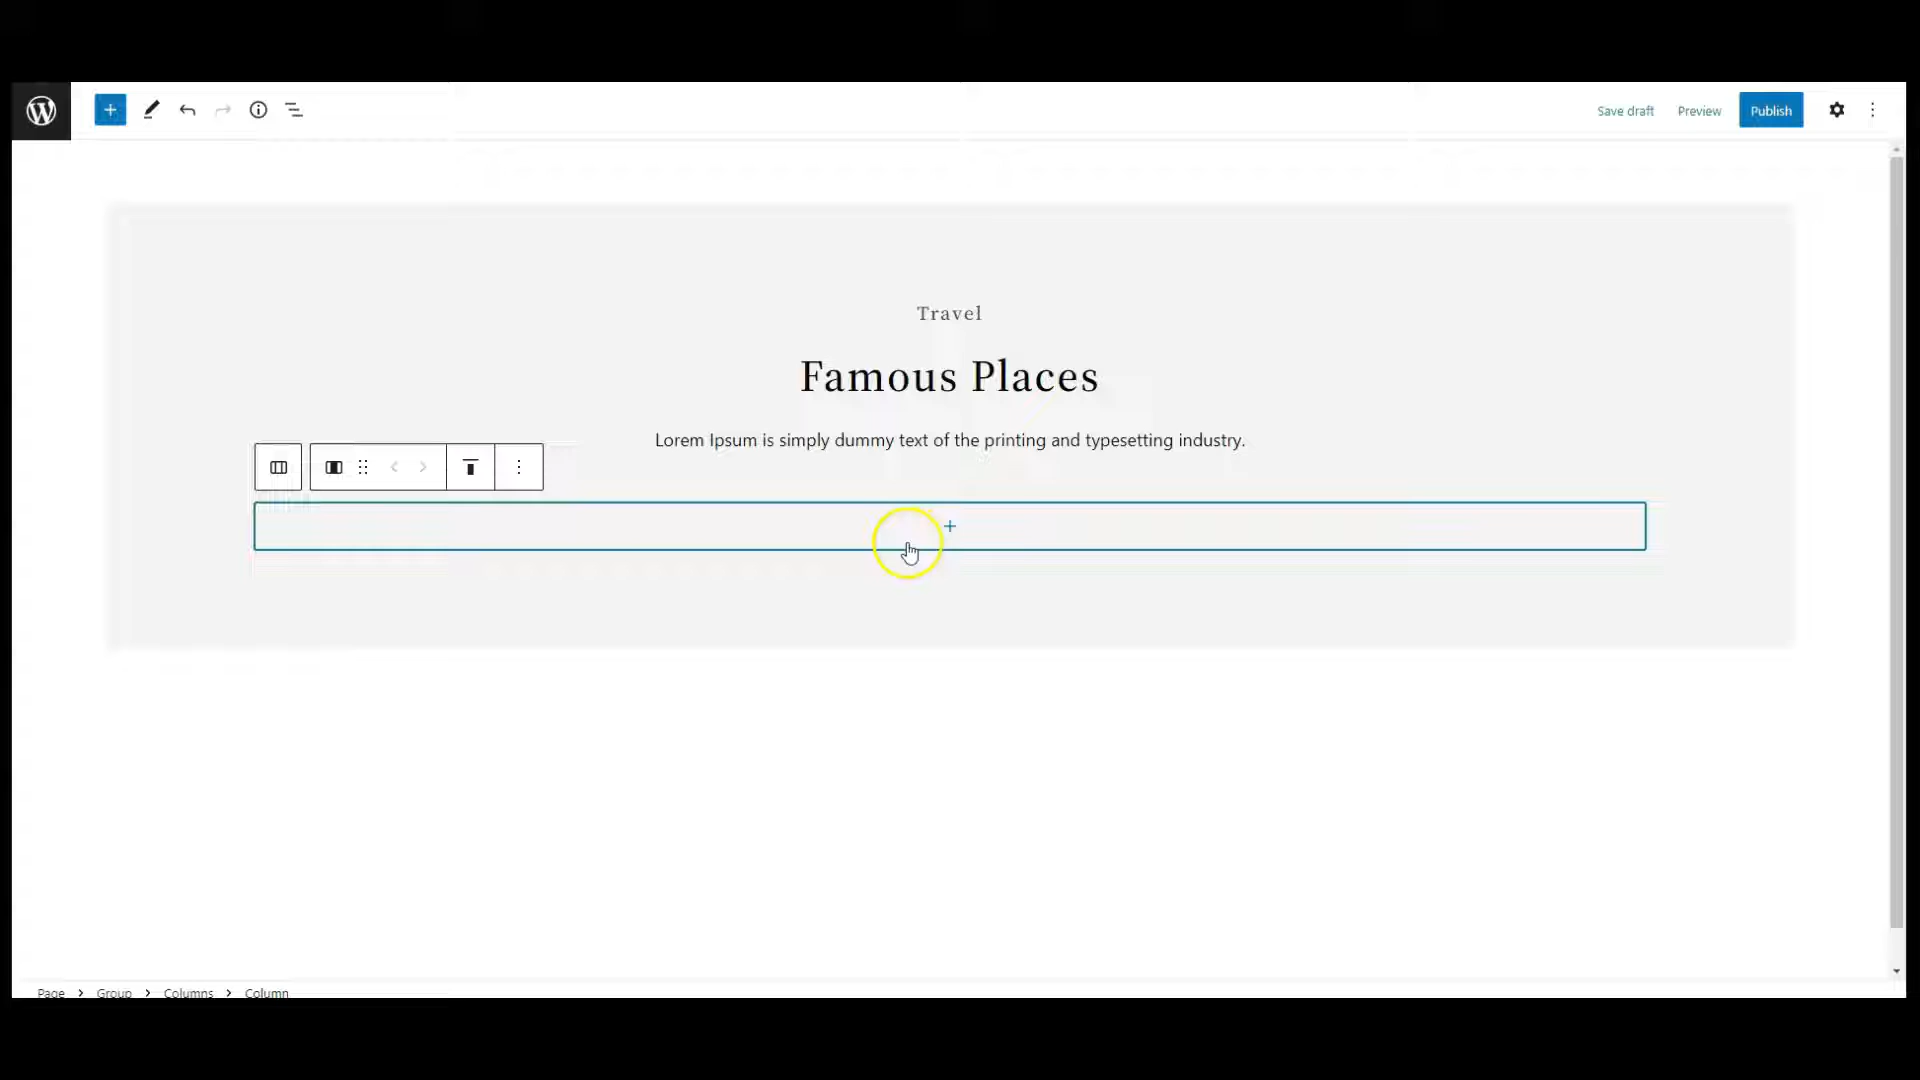 Save draft Preview Publish
Travel
Famous Places
Lorem Ipsum is simply dummy text of the printing and typesetting industry.
Page > Group > Columns > Column